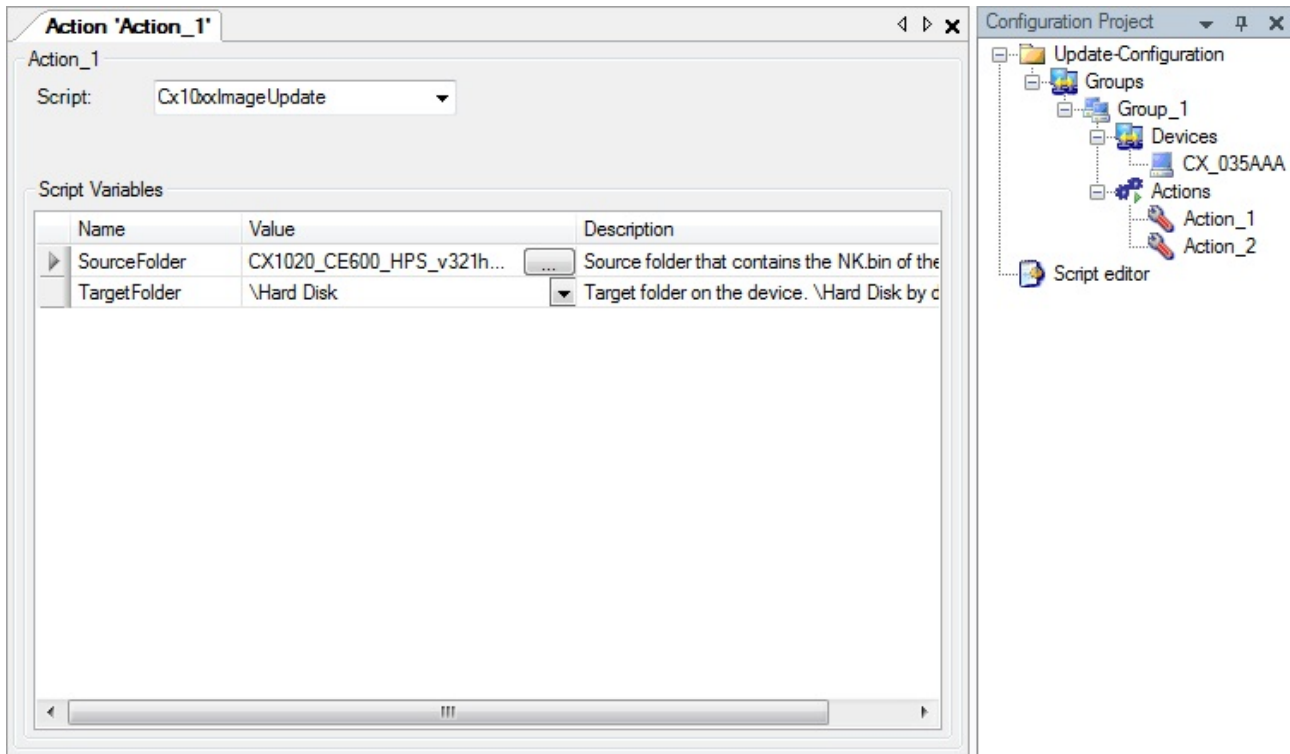 Action 'Action_1'
Action_1
Script: Cx10xxImageUpdate
Script Variables
Name Value Description
SourceFolder CX1020_CE600_HPS_v321h... ... Source folder that contains the NK.bin of the
TargetFolder \Hard Disk Target folder on the device. \Hard Disk by d
Configuration Project
Update-Configuration
Groups
Group_1
Devices
CX_035AAA
Actions
Action_1
Action_2
Script editor